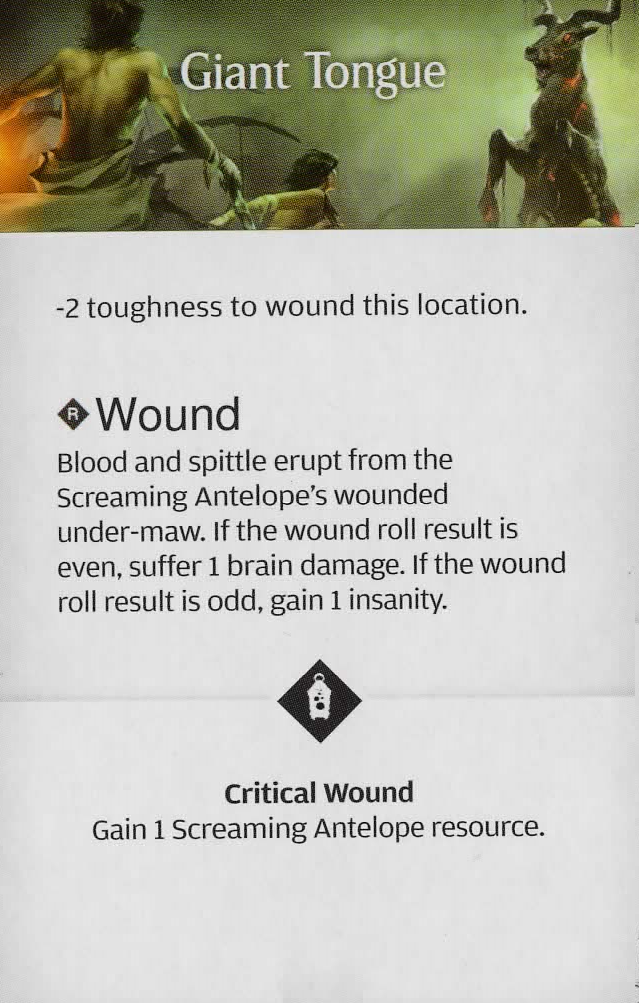 Giant Tongue
-2 toughness to wound this location.
R Wound
Blood and spittle erupt from the
Screaming Antelope's wounded
under-maw. If the wound roll result is
even, suffer 1 brain damage. If the wound
roll result is odd, gain 1 insanity.
Critical Wound
Gain 1 Screaming Antelope resource.